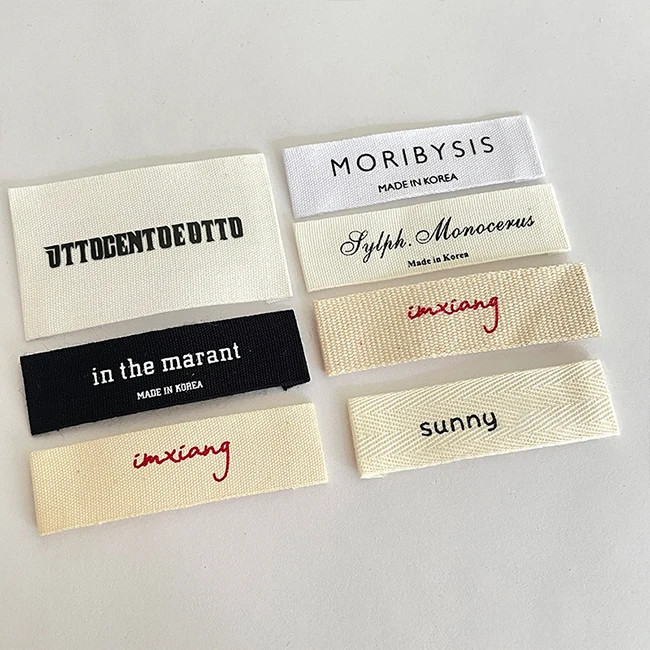 OTTOCENTOEOTTO
in the marant
MADE IN KOREA
imxiang
MORIBYSIS
MADE IN KOREA
Sylph. Monocerus
Made in Korea
imxiang
sunny